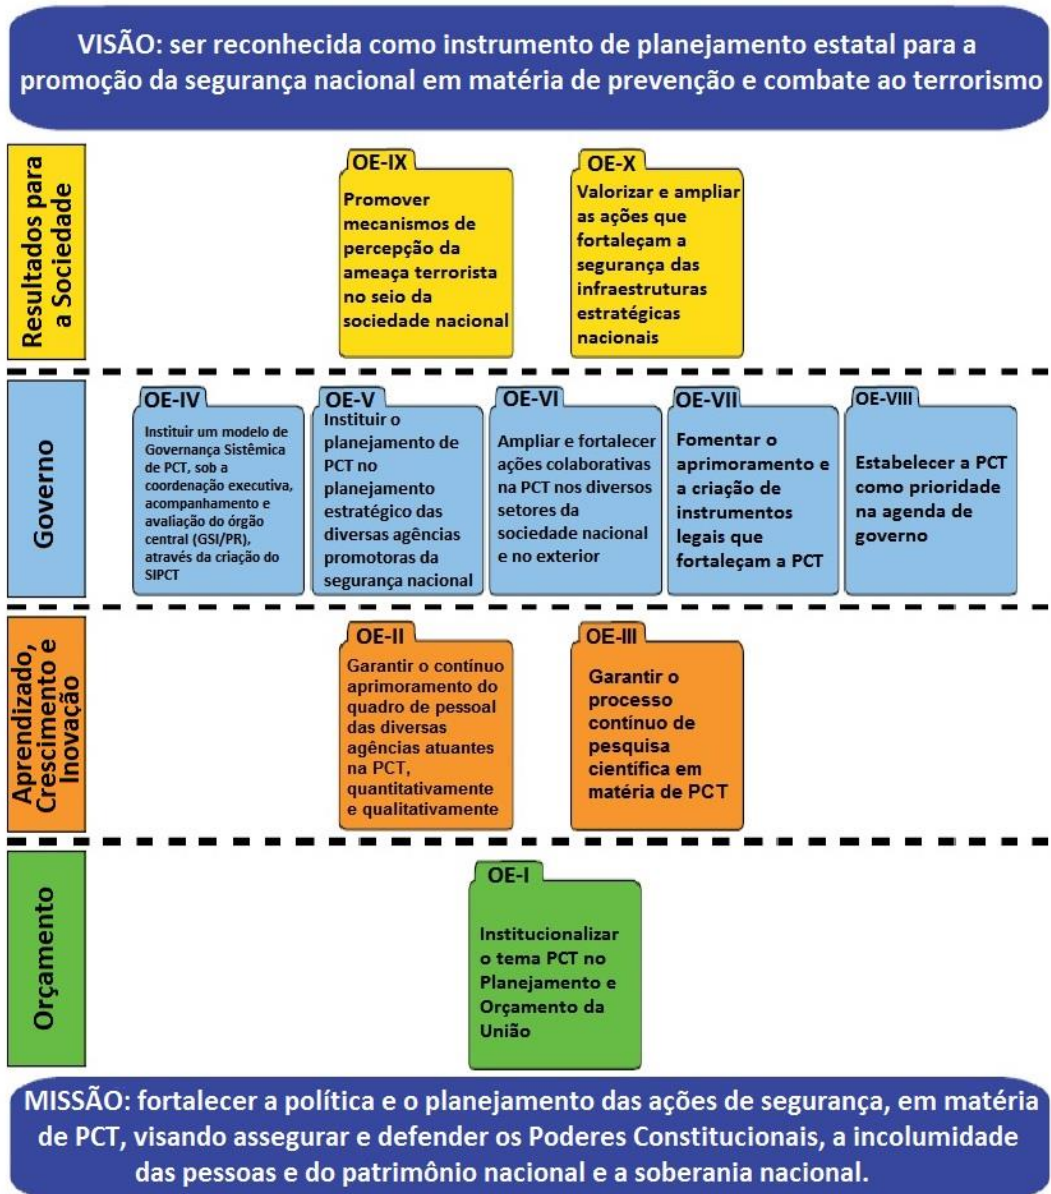 VISÃO: ser reconhecida como instrumento de planejamento estatal para a
promoção da segurança nacional em matéria de prevenção e combate ao terrorismo
Resultados para
a Sociedade
OE-IX
Promover
mecanismos de
percepção da
ameaça terrorista
no seio da
sociedade nacional
OE-X
Valorizar e ampliar
as ações que
fortaleçam a
segurança das
infraestruturas
estratégicas
nacionais
Governo
OE-IV
Instituir um modelo de
Governança Sistêmica
de PCT, sob a
coordenação executiva,
acompanhamento e
avaliação do órgão
central (GSI/PR),
através da criação do
SIPCT
OE-V
Instituir o
planejamento de
PCT no
planejamento
estratégico das
diversas agências
promotoras da
segurança nacional
OE-VI
Ampliar e fortalecer
ações colaborativas
na PCT nos diversos
setores da
sociedade nacional
e no exterior
OE-VII
Fomentar o
aprimoramento e
a criação de
instrumentos
legais que
fortaleçam a PCT
OE-VIII
Estabelecer a PCT
como prioridade
na agenda de
governo
Aprendizado,
Crescimento e
Inovação
OE-II
Garantir o contínuo
aprimoramento do
quadro de pessoal
das diversas
agências atuantes
na PCT,
quantitativamente
e qualitativamente
OE-III
Garantir o
processo
contínuo de
pesquisa
científica em
matéria de PCT
Orçamento
OE-I
Institucionalizar
o tema PCT no
Planejamento e
Orçamento da
União
MISSÃO: fortalecer a política e o planejamento das ações de segurança, em matéria
de PCT, visando assegurar e defender os Poderes Constitucionais, a incolumidade
das pessoas e do patrimônio nacional e a soberania nacional.